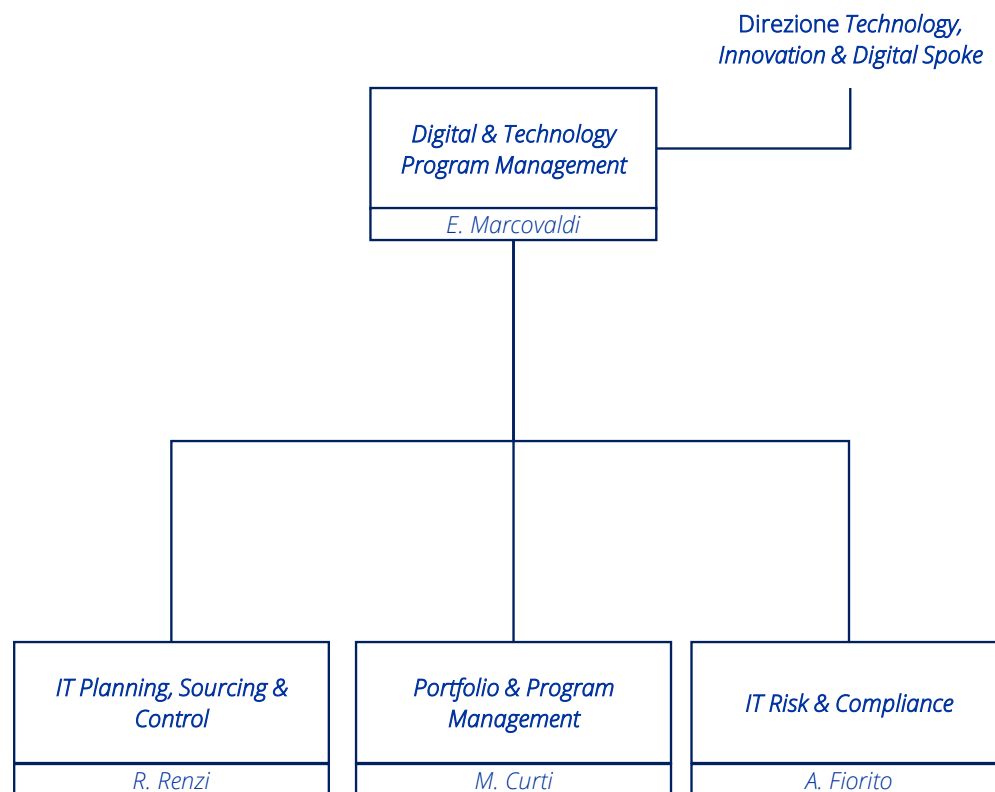 Direzione Technology,
Innovation & Digital Spoke
Digital & Technology
Program Management
E. Marcovaldi
IT Planning, Sourcing &
Control
R. Renzi
Portfolio & Program
Management
M. Curti
IT Risk & Compliance
A. Fiorito